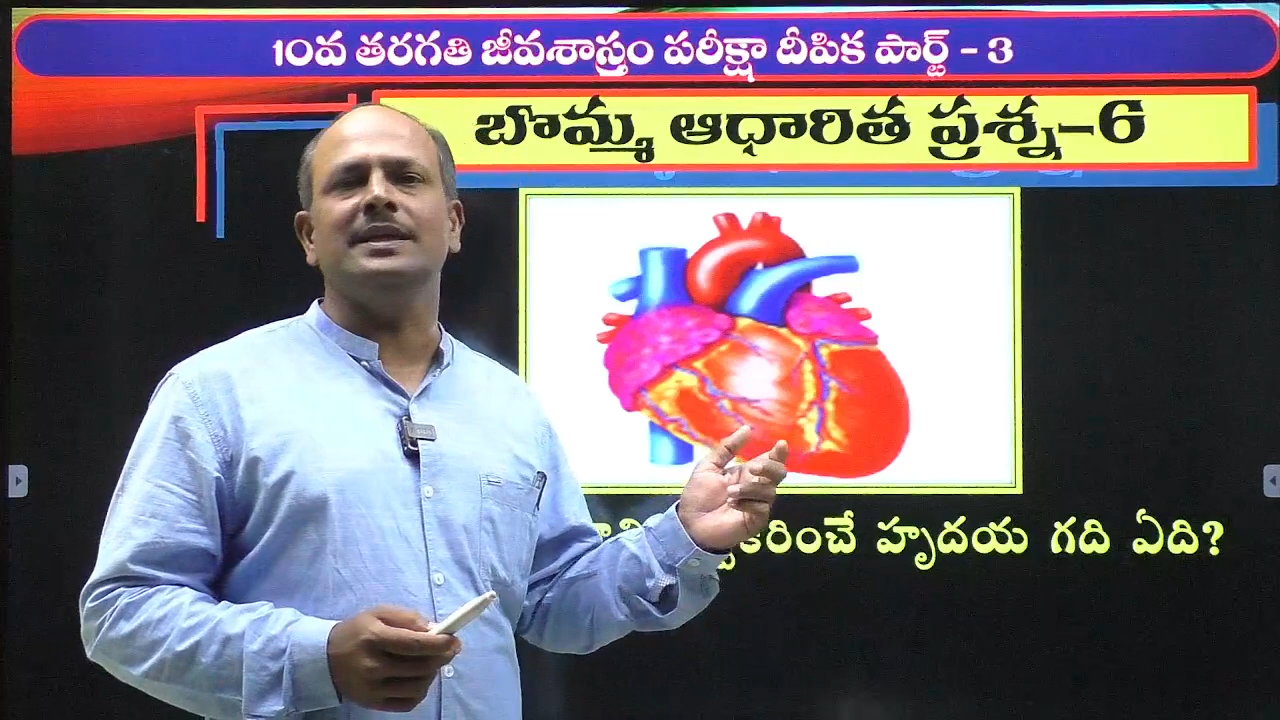 10వ తరగతి జీవశాస్త్రం పరీక్షా దీపిక పార్ట్ - 3
బొమ్మ ఆధారిత ప్రశ్న-6
హృదయ గది ఏది?